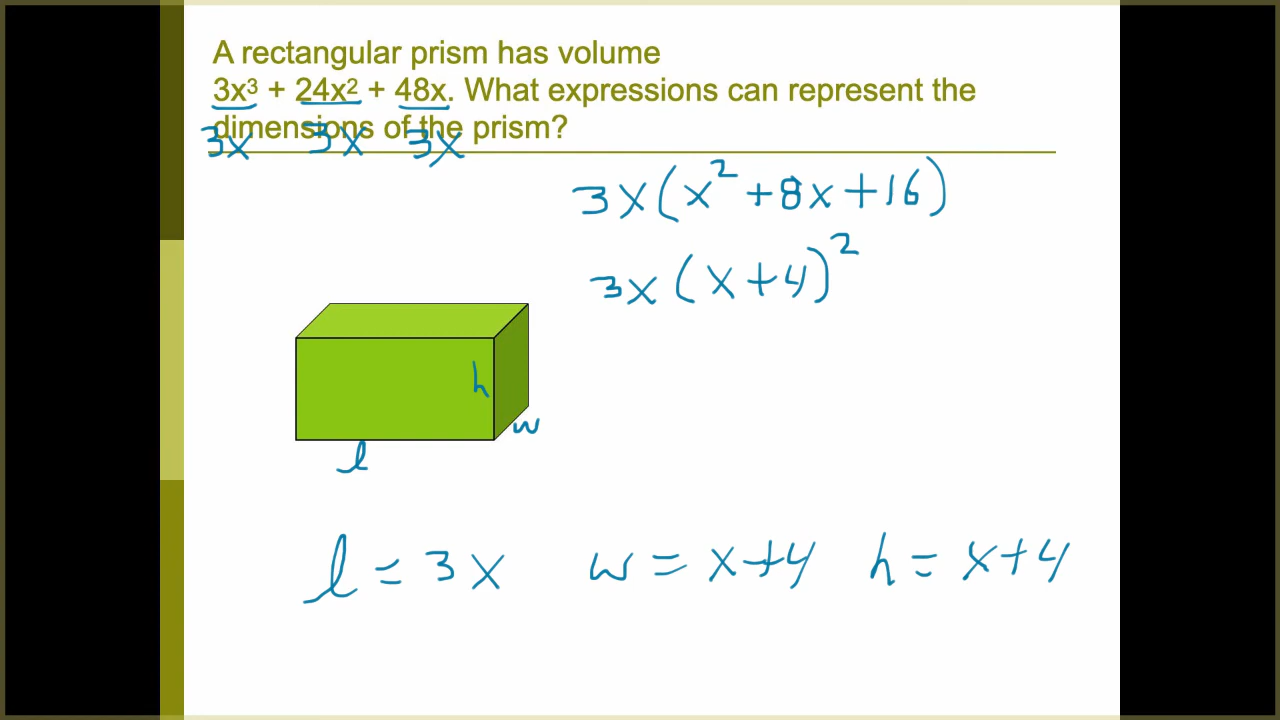 A rectangular prism has volume
3x³ + 24x² + 48x. What expressions can represent the
dimensions of the prism?
3x 3x 3x
3x(x² + 8x + 16)
3x(x + 4)²
h
w
l
l = 3x w = x + 4 h = x + 4